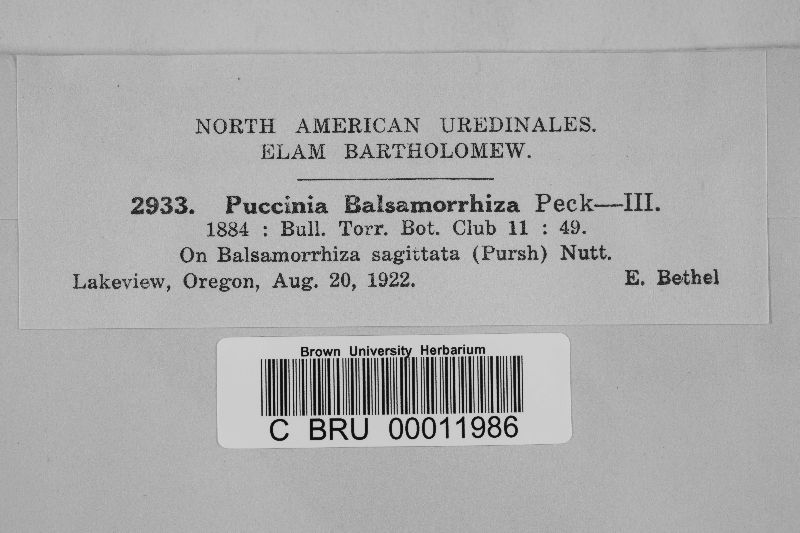 NORTH AMERICAN UREDINALES.
ELAM BARTHOLOMEW.
2933. Puccinia Balsamorrhiza Peck—III.
1884 : Bull. Torr. Bot. Club 11 : 49.
On Balsamorrhiza sagittata (Pursh) Nutt.
Lakeview, Oregon, Aug. 20, 1922. E. Bethel
Brown University Herbarium
C BRU 00011986